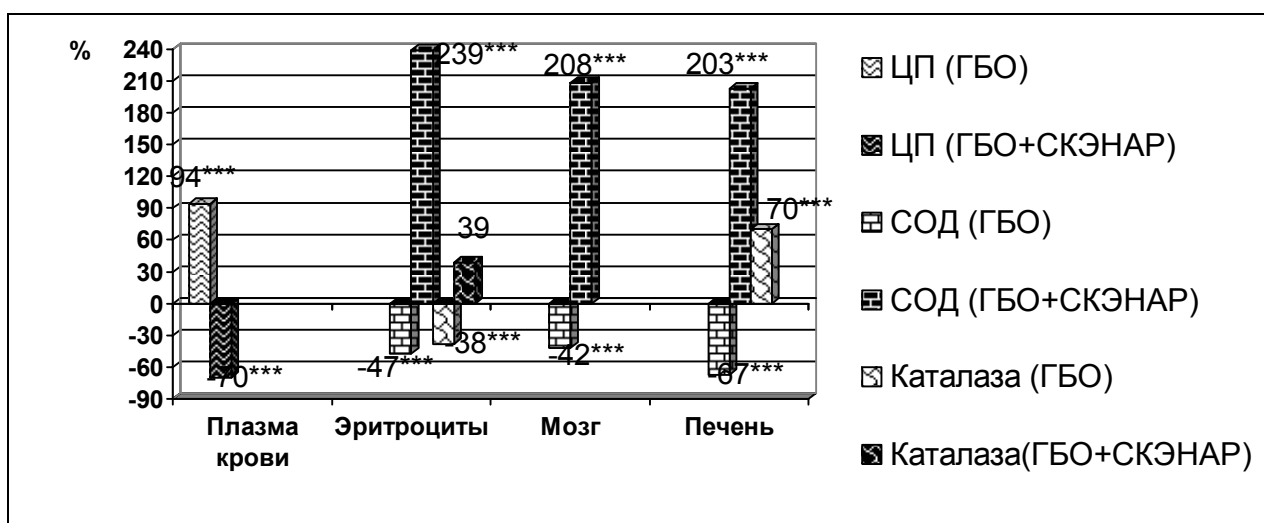 %
240
210
180
150
120
90
60
30
0
-30
-60
-90
94***
-70***
-47***
239***
-38***
39
-42***
208***
-67***
203***
70***
Плазма
крови
Эритроциты
Мозг
Печень
ЦП (ГБО)
ЦП (ГБО+СКЭНАР)
СОД (ГБО)
СОД (ГБО+СКЭНАР)
Каталаза (ГБО)
Каталаза(ГБО+СКЭНАР)